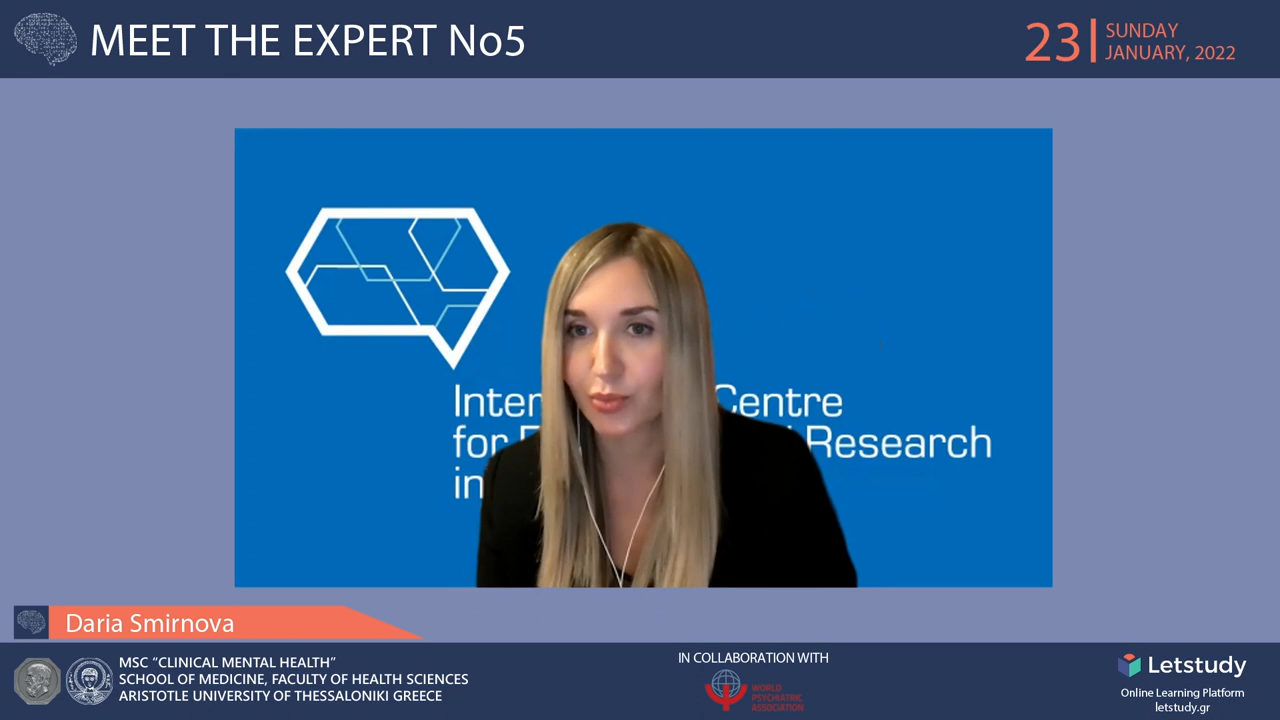 MEET THE EXPERT No5
23
SUNDAY
JANUARY, 2022
Inter Centre
for Research
in
Daria Smirnova
MSC “CLINICAL MENTAL HEALTH”
SCHOOL OF MEDICINE, FACULTY OF HEALTH SCIENCES
ARISTOTLE UNIVERSITY OF THESSALONIKI GREECE
IN COLLABORATION WITH
WORLD
PSYCHIATRIC
ASSOCIATION
Letstudy
Online Learning Platform
letstudy.gr